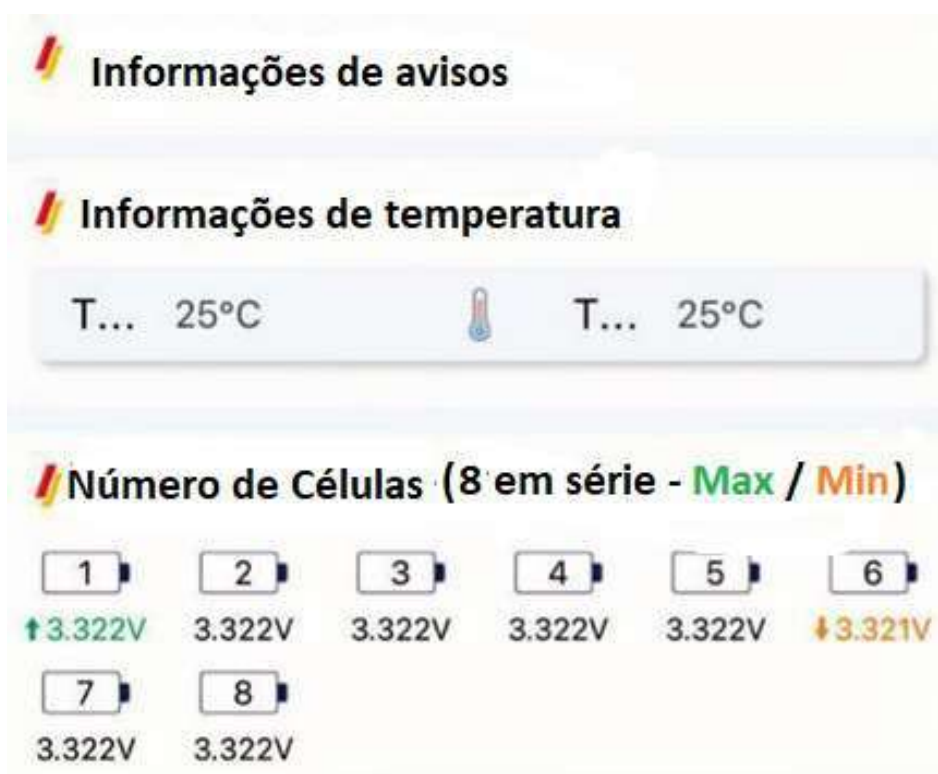 Informações de avisos
Informações de temperatura
T... 25°C T... 25°C
Número de Células (8 em série - Max / Min)
1 2 3 4 5 6
↑3.322V 3.322V 3.322V 3.322V 3.322V ↓3.321V
7 8
3.322V 3.322V